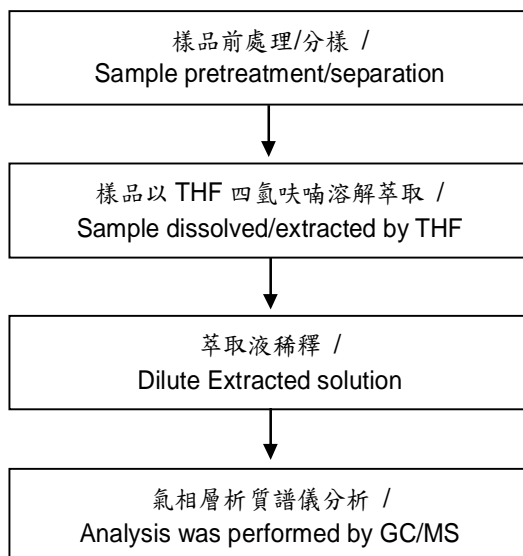 樣品前處理/分樣 /
Sample pretreatment/separation
樣品以 THF 四氫呋喃溶解萃取 /
Sample dissolved/extracted by THF
萃取液稀釋 /
Dilute Extracted solution
氣相層析質譜儀分析 /
Analysis was performed by GC/MS